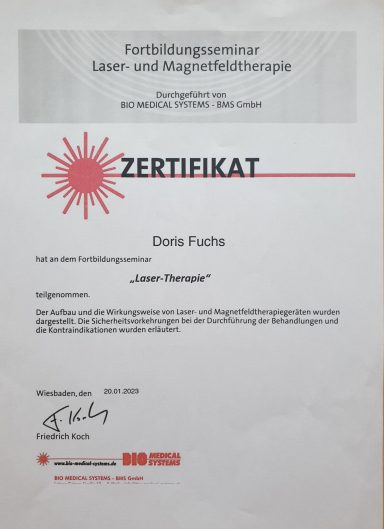 Fortbildungsseminar
Laser- und Magnetfeldtherapie
Durchgeführt von
BIO MEDICAL SYSTEMS - BMS GmbH
ZERTIFIKAT
Doris Fuchs
hat an dem Fortbildungsseminar
„Laser-Therapie“
teilgenommen.
Der Aufbau und die Wirkungsweise von Laser- und Magnetfeldtherapiegeräten wurden
dargestellt. Die Sicherheitsvorkehrungen bei der Durchführung der Behandlungen und
die Kontraindikationen wurden erläutert.
Wiesbaden, den 20.01.2023
F. Koch
Friedrich Koch
www.bio-medical-systems.de BIO MEDICAL SYSTEMS
BIO MEDICAL SYSTEMS - BMS GmbH